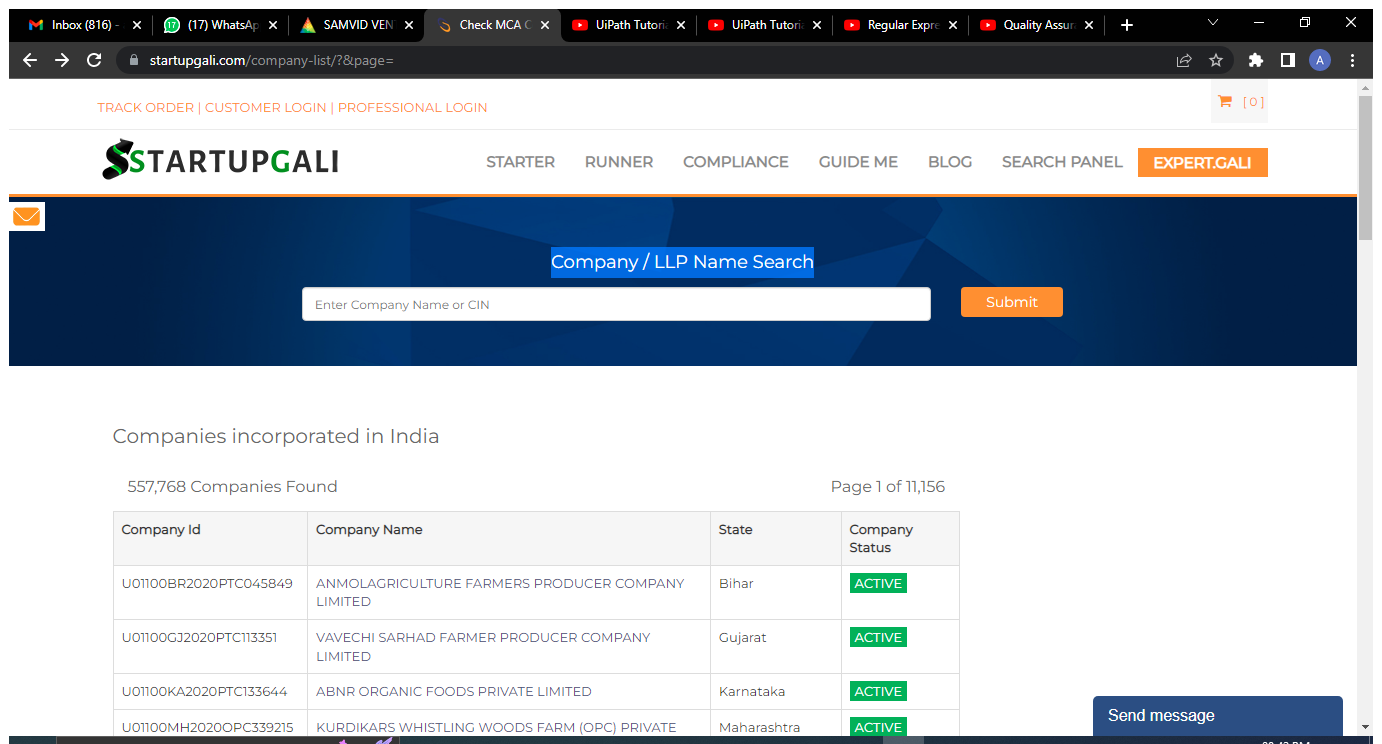 Inbox (816) -
(17) WhatsAp
SAMVID VEN
Check MCA C
UiPath Tutoria
UiPath Tutoria
Regular Expre
Quality Assur
startupgali.com/company-list/?&page=
A
TRACK ORDER | CUSTOMER LOGIN | PROFESSIONAL LOGIN
[ 0 ]
STARTUPGALI
STARTER RUNNER COMPLIANCE GUIDE ME BLOG SEARCH PANEL EXPERT.GALI
Company / LLP Name Search
Enter Company Name or CIN
Submit
Companies incorporated in India
557,768 Companies Found
Page 1 of 11,156
Company Id Company Name State Company
Status
U01100BR2020PTC045849 ANMOLAGRICULTURE FARMERS PRODUCER COMPANY Bihar ACTIVE
LIMITED
U01100GJ2020PTC113351 VAVECHI SARHAD FARMER PRODUCER COMPANY Gujarat ACTIVE
LIMITED
U01100KA2020PTC133644 ABNR ORGANIC FOODS PRIVATE LIMITED Karnataka ACTIVE
U01100MH2020OPC339215 KURDIKARS WHISTLING WOODS FARM (OPC) PRIVATE Maharashtra ACTIVE
Send message